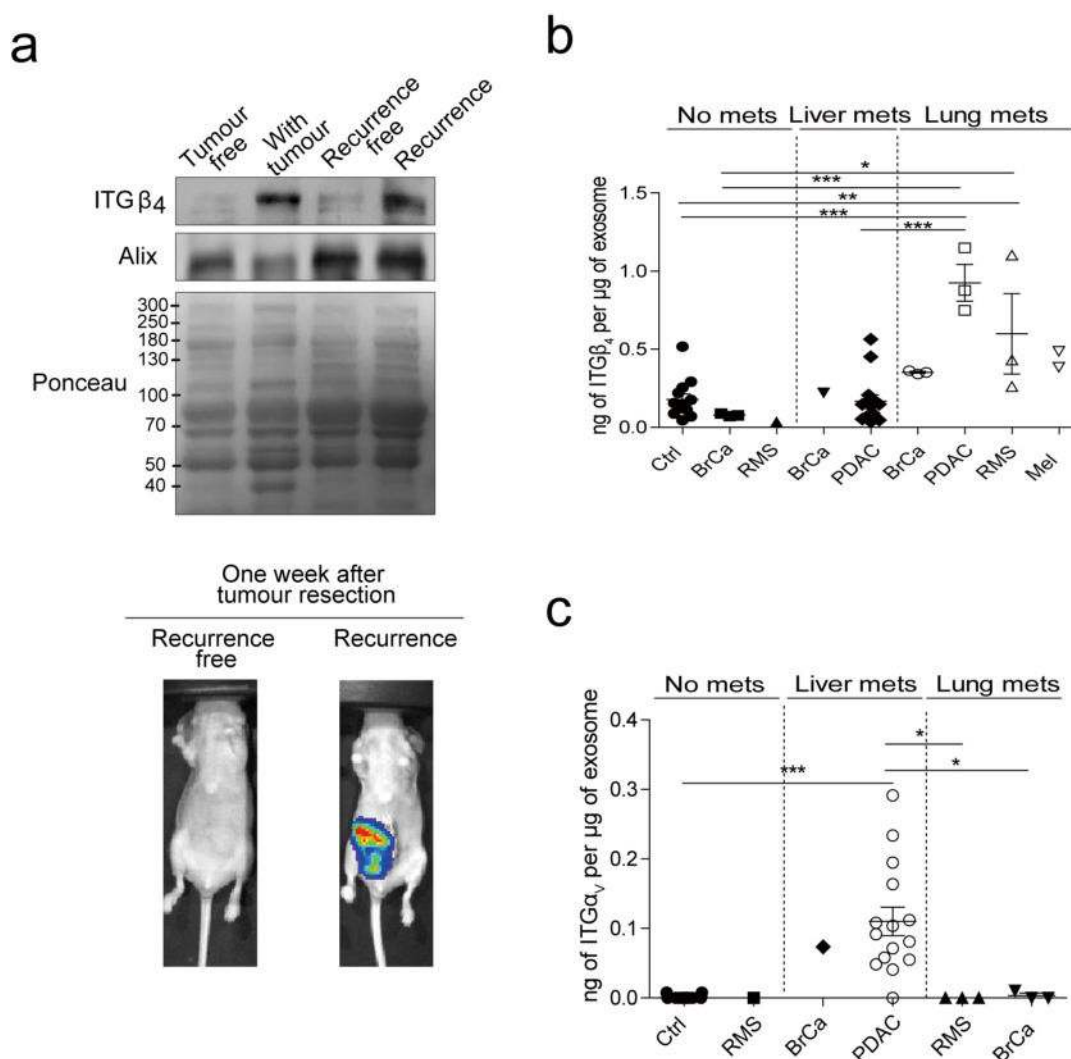 a
Tumour free
With tumour
Recurrence free
Recurrence
ITG β₄
Alix
Ponceau
300
250
180
130
100
70
50
40
One week after
tumour resection
Recurrence
free
Recurrence
b
No mets
Liver mets
Lung mets
*
***
**
***
***
ng of ITGβ₄ per µg of exosome
1.5
1.0
0.5
0.0
Ctrl
BrCa
RMS
BrCa
PDAC
BrCa
PDAC
RMS
Mel
c
No mets
Liver mets
Lung mets
*
***
*
ng of ITGαᵥ per µg of exosome
0.4
0.3
0.2
0.1
0.0
Ctrl
RMS
BrCa
PDAC
RMS
BrCa